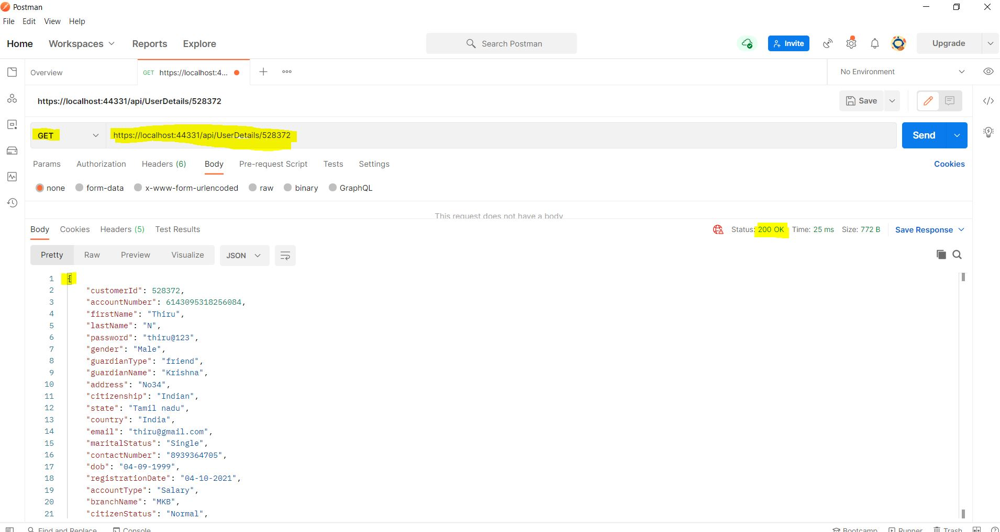 Postman
File Edit View Help
Home Workspaces Reports Explore Search Postman Invite Upgrade
Overview GET https://localhost:4... No Environment
https://localhost:44331/api/UserDetails/528372 Save
GET https://localhost:44331/api/UserDetails/528372 Send
Params Authorization Headers (6) Body Pre-request Script Tests Settings Cookies
none form-data x-www-form-urlencoded raw binary GraphQL
This request does not have a body
Body Cookies Headers (5) Test Results Status: 200 OK Time: 25 ms Size: 772 B Save Response
Pretty Raw Preview Visualize JSON
1 {
2 "customerId": 528372,
3 "accountNumber": 6143095318256084,
4 "firstName": "Thiru",
5 "lastName": "N",
6 "password": "thiru@123",
7 "gender": "Male",
8 "guardianType": "friend",
9 "guardianName": "Krishna",
10 "address": "No34",
11 "citizenship": "Indian",
12 "state": "Tamil nadu",
13 "country": "India",
14 "email": "thiru@gmail.com",
15 "maritalStatus": "Single",
16 "contactNumber": "8939364705",
17 "dob": "04-09-1999",
18 "registrationDate": "04-10-2021",
19 "accountType": "Salary",
20 "branchName": "MKB",
21 "citizenStatus": "Normal",
Find and Replace Console Bootcamp Runner Trash